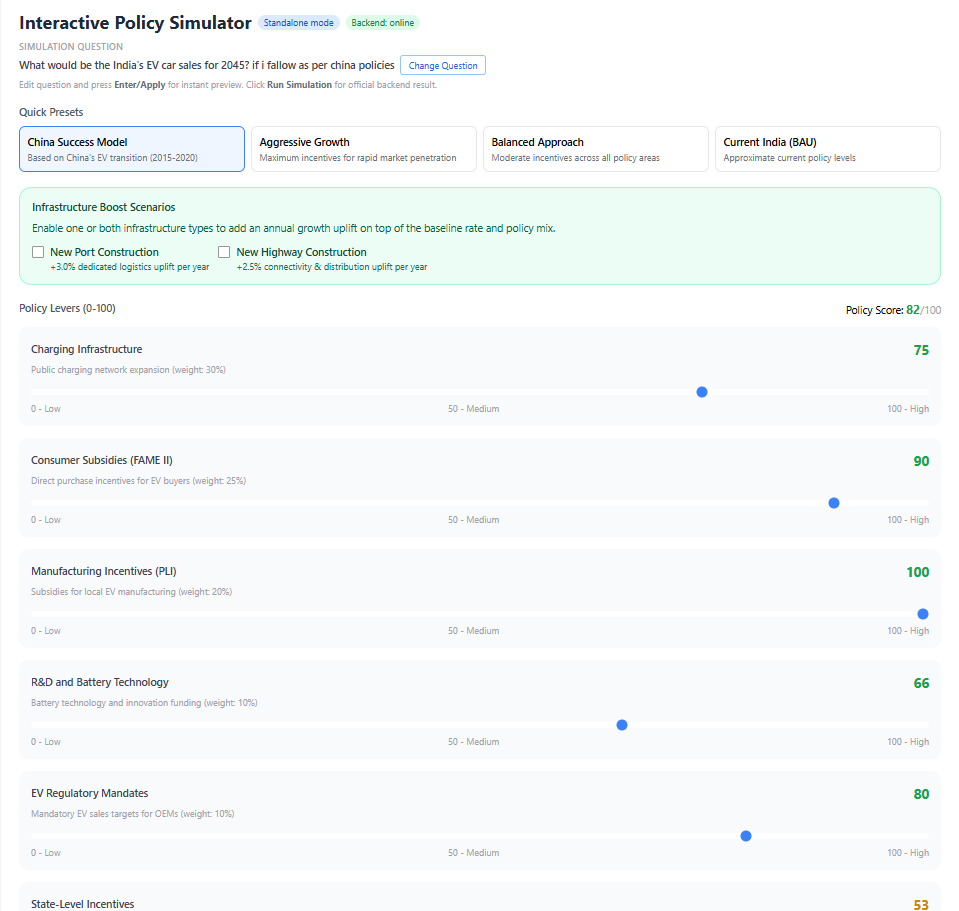 Interactive Policy Simulator Standalone mode Backend: online
SIMULATION QUESTION
What would be the India's EV car sales for 2045? if i fallow as per china policies Change Question
Edit question and press Enter/Apply for instant preview. Click Run Simulation for official backend result.
Quick Presets
China Success Model
Based on China's EV transition (2015-2020)
Aggressive Growth
Maximum incentives for rapid market penetration
Balanced Approach
Moderate incentives across all policy areas
Current India (BAU)
Approximate current policy levels
Infrastructure Boost Scenarios
Enable one or both infrastructure types to add an annual growth uplift on top of the baseline rate and policy mix.
New Port Construction
+3.0% dedicated logistics uplift per year
New Highway Construction
+2.5% connectivity & distribution uplift per year
Policy Levers (0-100) Policy Score: 82/100
Charging Infrastructure 75
Public charging network expansion (weight: 30%)
0 - Low 50 - Medium 100 - High
Consumer Subsidies (FAME II) 90
Direct purchase incentives for EV buyers (weight: 25%)
0 - Low 50 - Medium 100 - High
Manufacturing Incentives (PLI) 100
Subsidies for local EV manufacturing (weight: 20%)
0 - Low 50 - Medium 100 - High
R&D and Battery Technology 66
Battery technology and innovation funding (weight: 10%)
0 - Low 50 - Medium 100 - High
EV Regulatory Mandates 80
Mandatory EV sales targets for OEMs (weight: 10%)
0 - Low 50 - Medium 100 - High
State-Level Incentives 53